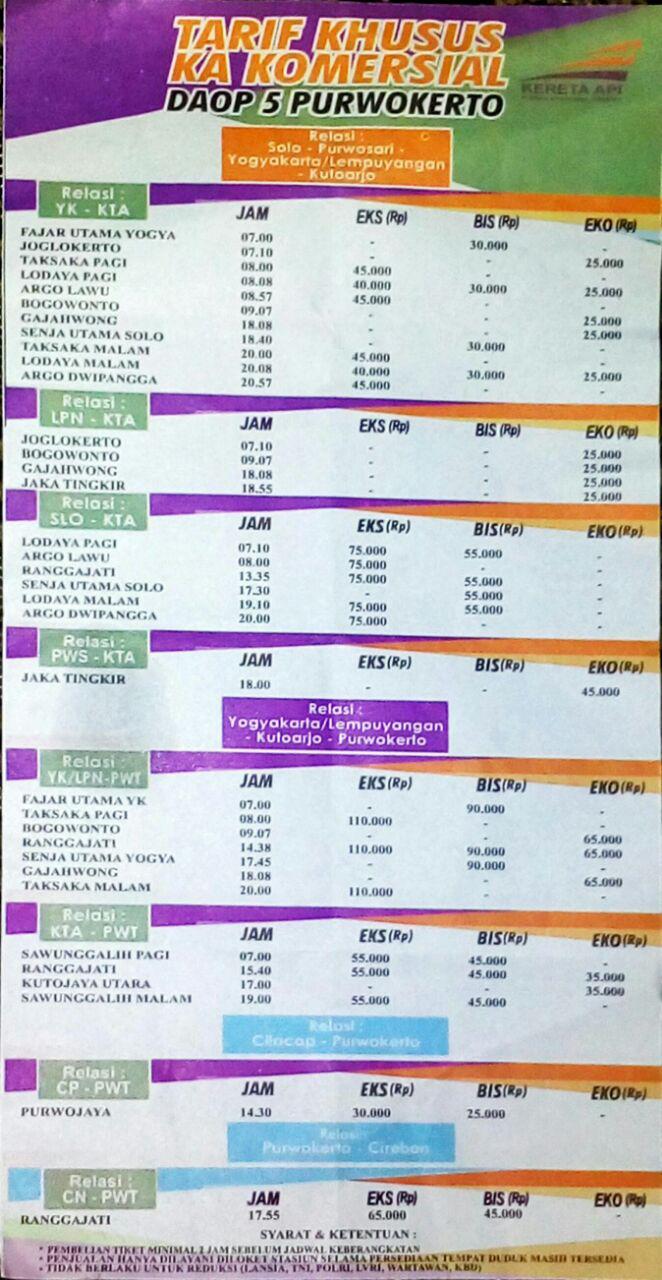 TARIF KHUSUS
KA KOMERSIAL
DAOP 5 PURWOKERTO
KERETA API
Relasi :
Solo - Purwosari -
Yogyakarta/Lempuyangan
- Kutoarjo
Relasi :
YK - KTA JAM EKS (Rp) BIS (Rp) EKO (Rp)
FAJAR UTAMA YOGYA 07.00 - 30.000 -
JOGLOKERTO 07.10 - - 25.000
TAKSAKA PAGI 08.00 45.000 - -
LODAYA PAGI 08.08 40.000 30.000 25.000
ARGO LAWU 08.57 45.000 - -
BOGOWONTO 09.07 - - 25.000
GAJAHWONG 18.08 - - 25.000
SENJA UTAMA SOLO 18.40 - 30.000 -
TAKSAKA MALAM 20.00 45.000 - -
LODAYA MALAM 20.08 40.000 30.000 25.000
ARGO DWIPANGGA 20.57 45.000 - -
Relasi :
LPN - KTA JAM EKS (Rp) BIS (Rp) EKO (Rp)
JOGLOKERTO 07.10 - - 25.000
BOGOWONTO 09.07 - - 25.000
GAJAHWONG 18.08 - - 25.000
JAKA TINGKIR 18.55 - - 25.000
Relasi :
SLO - KTA JAM EKS (Rp) BIS(Rp) EKO(Rp)
LODAYA PAGI 07.10 75.000 55.000 -
ARGO LAWU 08.00 75.000 - -
RANGGAJATI 13.35 75.000 55.000 -
SENJA UTAMA SOLO 17.30 - 55.000 -
LODAYA MALAM 19.10 75.000 55.000 -
ARGO DWIPANGGA 20.00 75.000 - -
Relasi :
PWS - KTA JAM EKS (Rp) BIS(Rp) EKO(Rp)
JAKA TINGKIR 18.00 - - 45.000
Relasi :
Yogyakarta/Lempuyangan
- Kutoarjo - Purwokerto
Relasi :
YK/LPN-PWT JAM EKS(Rp) BIS(Rp) EKO(Rp)
FAJAR UTAMA YK 07.00 - 90.000 -
TAKSAKA PAGI 08.00 110.000 - -
BOGOWONTO 09.07 - - 65.000
RANGGAJATI 14.38 110.000 90.000 65.000
SENJA UTAMA YOGYA 17.45 - 90.000 -
GAJAHWONG 18.08 - - 65.000
TAKSAKA MALAM 20.00 110.000 - -
Relasi :
KTA - PWT JAM EKS(Rp) BIS(Rp) EKO(Rp)
SAWUNGGALIH PAGI 07.00 55.000 45.000 -
RANGGAJATI 15.40 55.000 45.000 35.000
KUTOJAYA UTARA 17.00 - - 35.000
SAWUNGGALIH MALAM 19.00 55.000 45.000 -
Relasi :
Cilacap - Purwokerto
Relasi :
CP - PWT JAM EKS(Rp) BIS(Rp) EKO(Rp)
PURWOJAYA 14.30 30.000 25.000 -
Relasi :
Purwokerto - Cirebon
Relasi :
CN - PWT JAM EKS (Rp) BIS (Rp) EKO (Rp)
RANGGAJATI 17.55 65.000 45.000 -
SYARAT & KETENTUAN :
* PEMBELIAN TIKET MINIMAL 2 JAM SEBELUM JADWAL KEBERANGKATAN
* PENJUALAN HANYA DILAYANI DILOKET STASIUN SELAMA PERSEDIAAN TEMPAT DUDUK MASIH TERSEDIA
* TIDAK BERLAKU UNTUK REDUKSI (LANSIA, TNI, POLRI, LVRI, WARTAWAN, KBD)